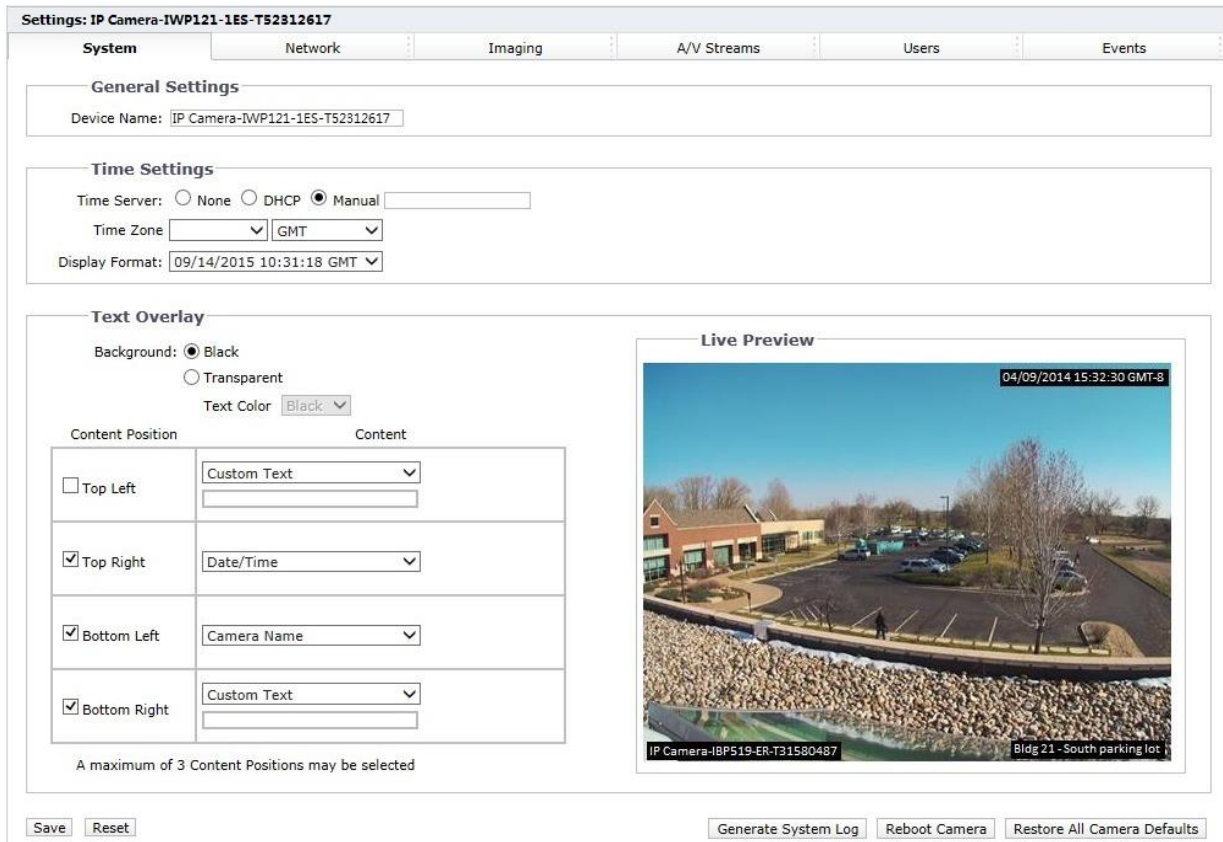 Settings: IP Camera-IWP121-1ES-T52312617
System Network Imaging A/V Streams Users Events
General Settings
Device Name: IP Camera-IWP121-1ES-T52312617
Time Settings
Time Server: None DHCP Manual
Time Zone GMT
Display Format: 09/14/2015 10:31:18 GMT
Text Overlay
Background: Black
Transparent
Text Color Black
Content Position Content
Top Left Custom Text
Top Right Date/Time
Bottom Left Camera Name
Bottom Right Custom Text
A maximum of 3 Content Positions may be selected
Live Preview
04/09/2014 15:32:30 GMT-8
IP Camera-IBP519-ER-T31580487
Bldg 21 - South parking lot
Save Reset Generate System Log Reboot Camera Restore All Camera Defaults